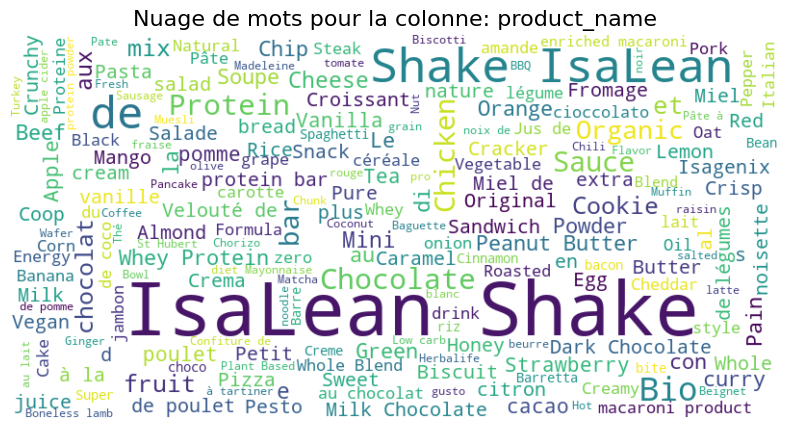 Nuage de mots pour la colonne: product_name
Turkey
apple cider
Crunchy
Fresh
Proteine
protein powder
Pate
aux
Madeleine
mix
Natural
Pâte
tomate
Chip
Steak
amande
Biscotti
BBQ
enriched macaroni
noir
Pork
Pepper
Italian
Shake IsaLean
Pasta
salad
Soupe
Cheese
nature
légume
Fromage
de
Protein
Croissant
Nut
Orange
cioccolato
et
Miel
Beef
Muesli
Sausage
Vanilla
Chicken
noix de
Pâte à
Red
Salade
bread
Spaghetti
grain
Jus de
Organic
Oat
Black
fraise
Rice
Snack
Le
Sauce
Chili
Flavor
Lemon
Bean
Apple
Mango
la
pomme
grape
olive
céréale
Cracker
Vegetable
Isagenix
cream
Pancake
protein bar
rouge
Tea
pro
di
Miel de
extra
Blend
Crisp
vanille
Chunk
carotte
Pure
Original
Cookie
Muffin
raisin
Coop
du
Coffee
Velouté de
bar
Whey
plus
Coconut
Baguette
Sandwich
Powder
lait
noisette
Wafer
Thé
de coco
Almond
Formula
Mini
onion
Peanut Butter
Oil
al
de légumes
s
Corn
St Hubert
Chorizo
au
Caramel
Cinnamon
en
bacon
salted
Energy
chocolat
Whey Protein
zero
Roasted
Butter
Banana
Bowl
diet Mayonnaise
Chocolate
Egg
Cheddar
Milk
Crema
Matcha
latte
de pomme
jambon
IsaLean Shake
noodle
Barre
blanc
drink
Pain
Vegan
Ginger
Confiture de
riz
style
Cake
d
poulet
Petit
Creme
Low carb
beurre
Dark Chocolate
con
Whole
au lait
choco
Plant Based
Whole Blend
Green
Herbalife
Honey
Strawberry
bite
curry
à la
Pizza
e
Sweet
Biscuit
Barretta
Creamy
Beignet
Super
fruit
à tartiner
au chocolat
citron
Bio
juice
Boneless lamb
de poulet
Pesto
Milk Chocolate
gusto
cacao
Hot
macaroni product